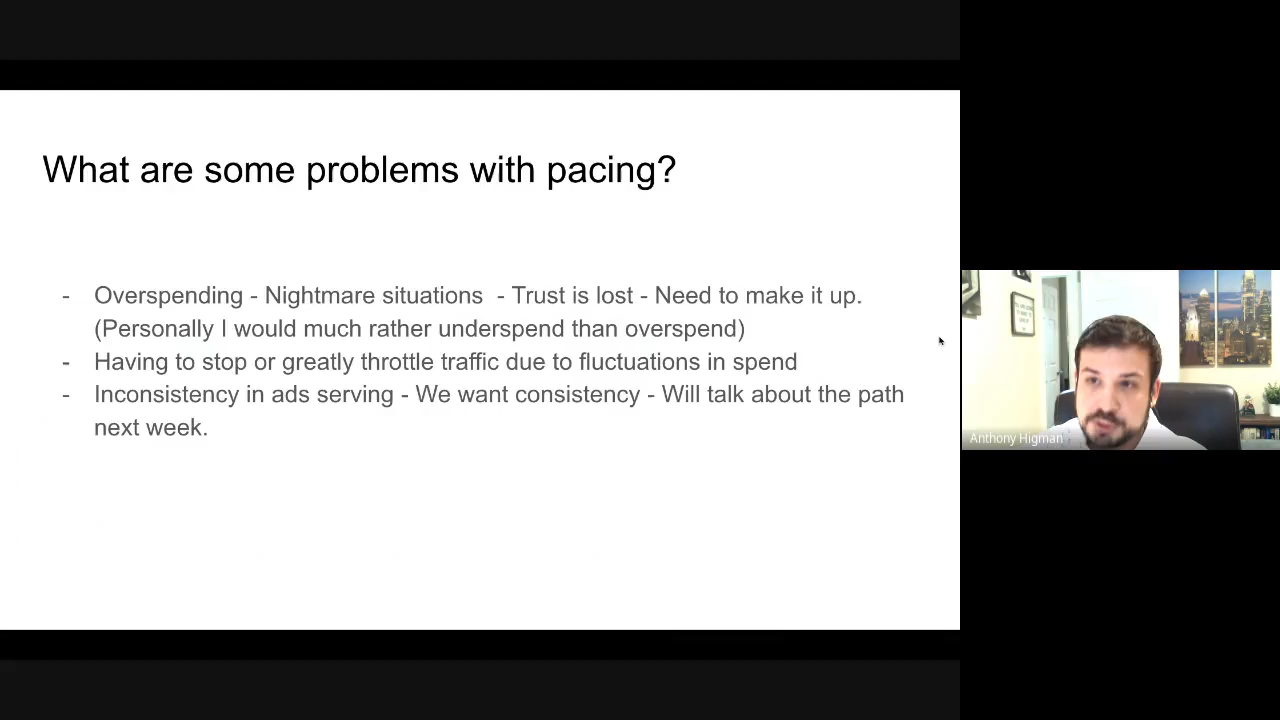 What are some problems with pacing?
- Overspending - Nightmare situations - Trust is lost - Need to make it up.
(Personally I would much rather underspend than overspend)
- Having to stop or greatly throttle traffic due to fluctuations in spend
- Inconsistency in ads serving - We want consistency - Will talk about the path
next week.
Anthony Higman